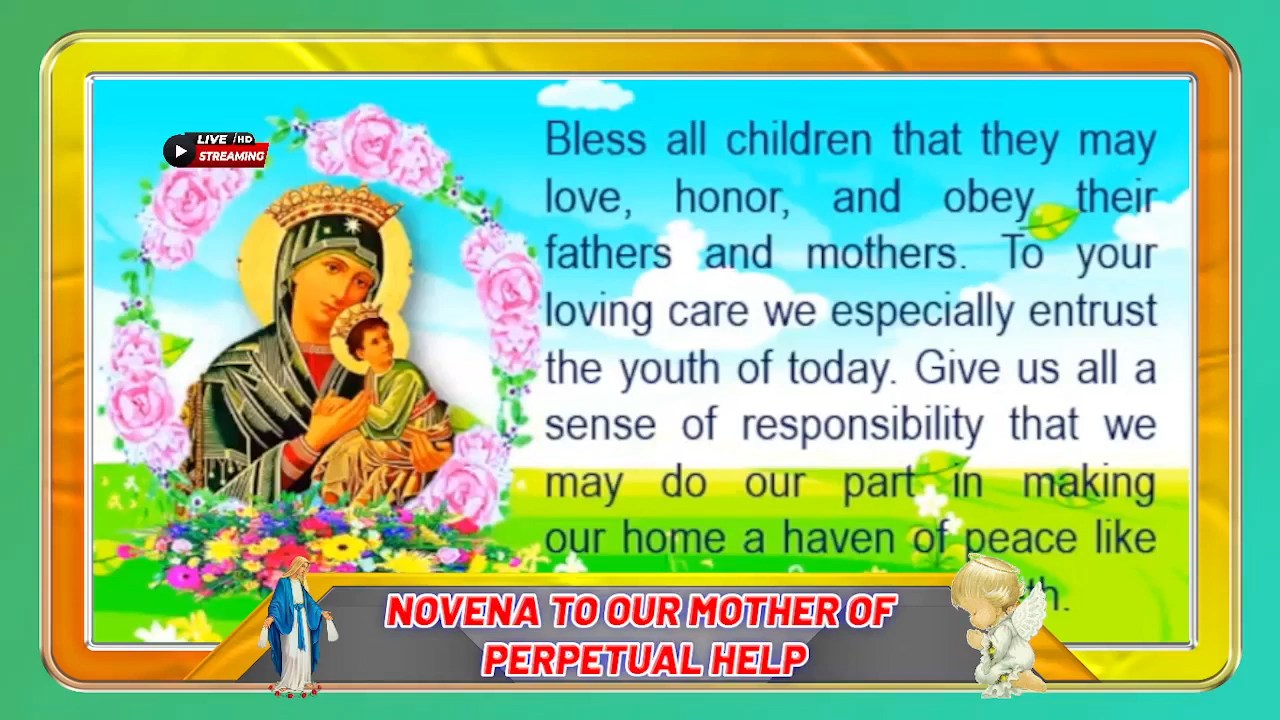 LIVE /HD
STREAMING
Bless all children that they may
love, honor, and obey their
fathers and mothers. To your
loving care we especially entrust
the youth of today. Give us all a
sense of responsibility that we
may do our part in making
our home a haven of peace like
NOVENA TO OUR MOTHER OF
PERPETUAL HELP